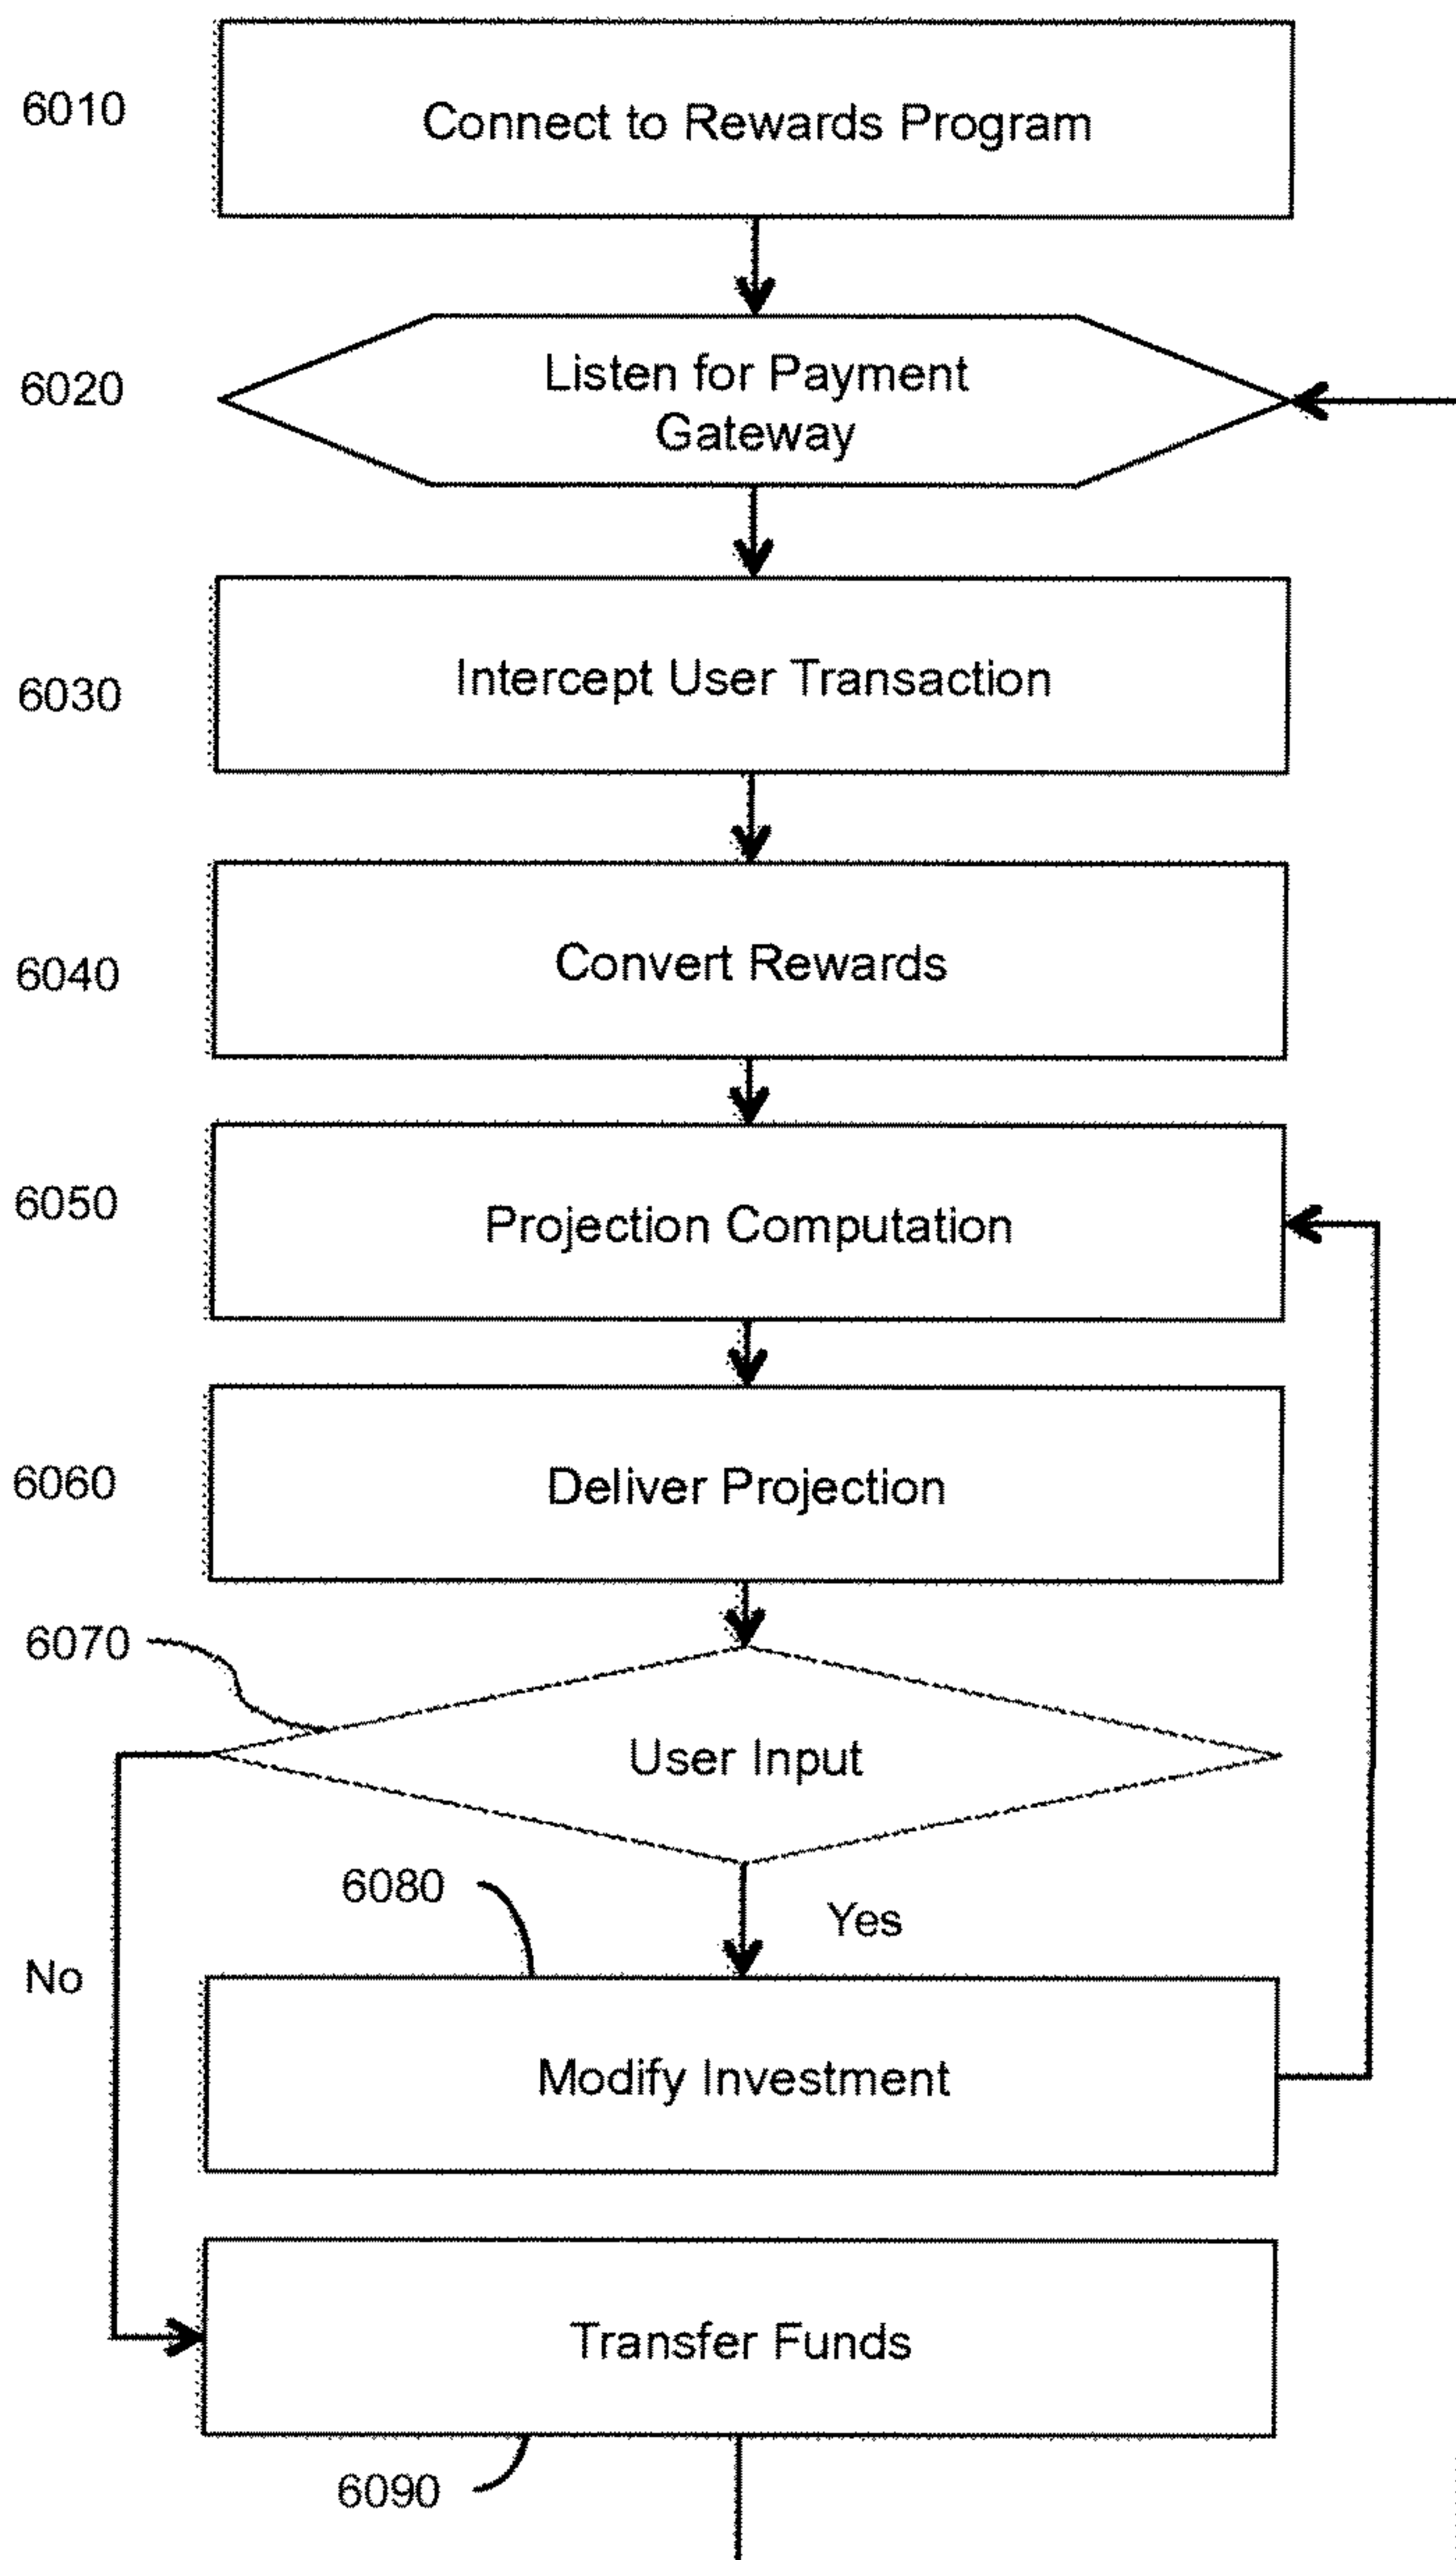 6010
Connect to Rewards Program
6020
Listen for Payment
Gateway
6030
Intercept User Transaction
6040
Convert Rewards
6050
Projection Computation
6060
Deliver Projection
6070
User Input
6080
Yes
No
Modify Investment
Transfer Funds
6090